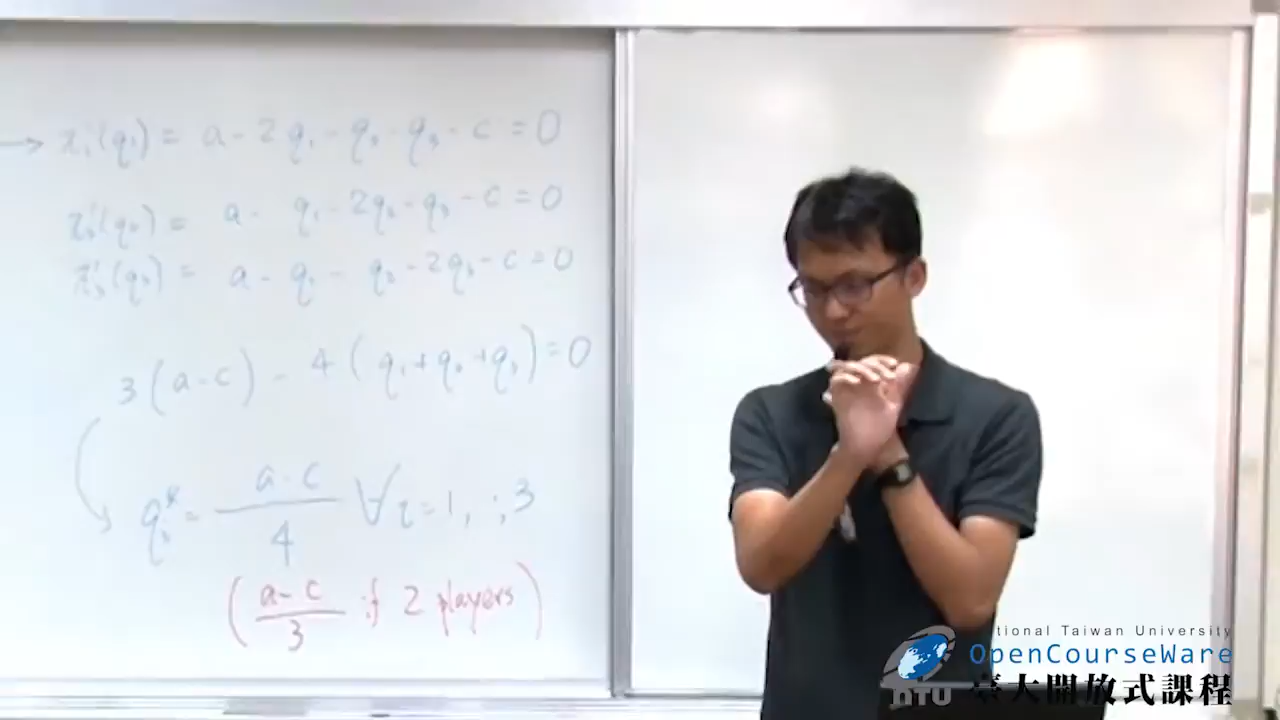 → π₁'(q₁) = a - 2q₁ - q₂ - q₃ - c = 0
π₂'(q₂) = a - q₁ - 2q₂ - q₃ - c = 0
π₃'(q₃) = a - q₁ - q₂ - 2q₃ - c = 0
3(a-c) - 4(q₁+q₂+q₃) = 0
qᵢ* = (a-c)/4 ∀i=1, ,3
(a-c/3 if 2 players)
National Taiwan University
OpenCourseWare
NTU 臺大開放式課程